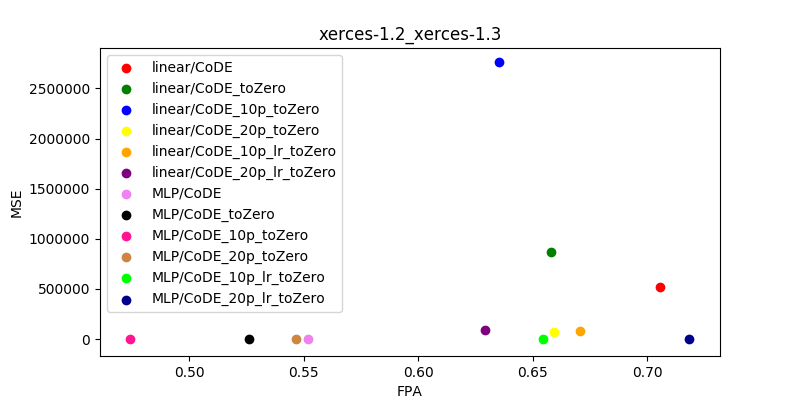 xerces-1.2_xerces-1.3
MSE
2500000
2000000
1500000
1000000
500000
0
linear/CoDE
linear/CoDE_toZero
linear/CoDE_10p_toZero
linear/CoDE_20p_toZero
linear/CoDE_10p_lr_toZero
linear/CoDE_20p_lr_toZero
MLP/CoDE
MLP/CoDE_toZero
MLP/CoDE_10p_toZero
MLP/CoDE_20p_toZero
MLP/CoDE_10p_lr_toZero
MLP/CoDE_20p_lr_toZero
0.50 0.55 0.60 0.65 0.70
FPA